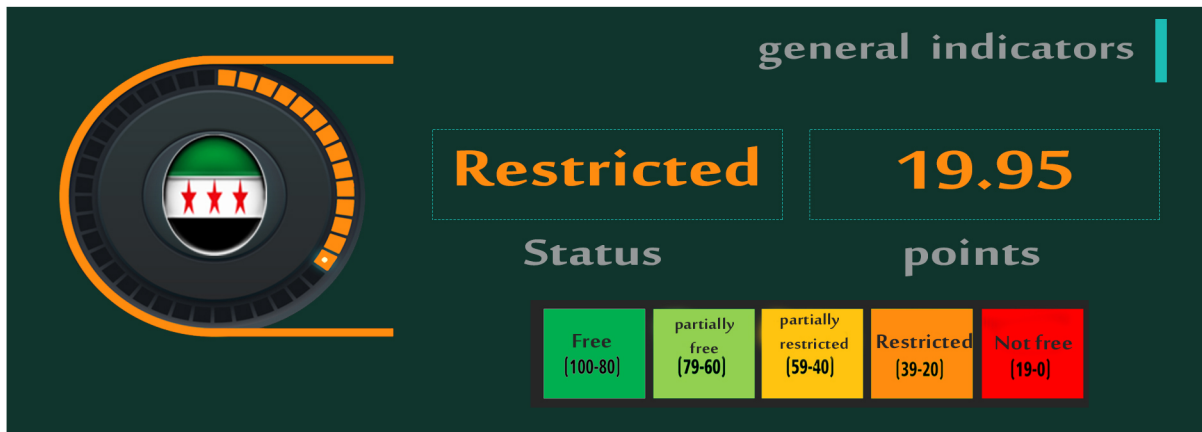 general indicators
Restricted
19.95
Status
points
Free
(100-80)
partially
free
(79-60)
partially
restricted
(59-40)
Restricted
(39-20)
Not free
(19-0)